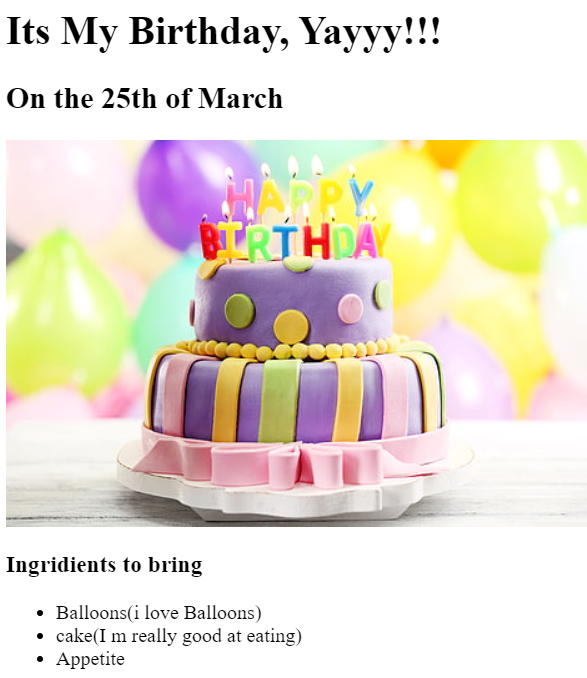 Its My Birthday, Yayyy!!!
On the 25th of March
HAPPY
BIRTHDAY
Ingridients to bring
Balloons(i love Balloons)
cake(I m really good at eating)
Appetite